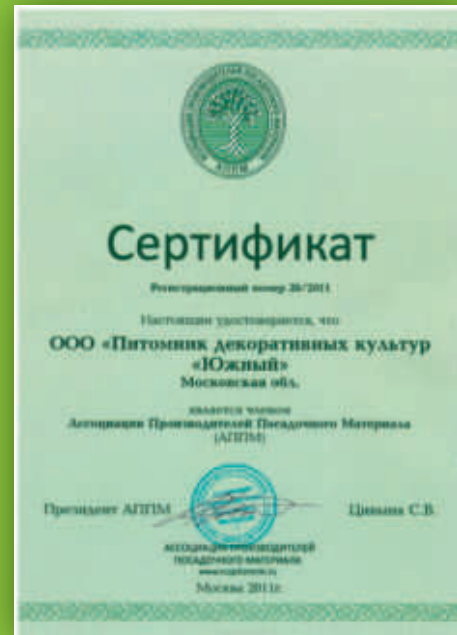 АППМ
Сертификат
Регистрационный номер 20/2011
Настоящим удостоверяется, что
ООО «Питомник декоративных культур
«Южный»
Московская обл.
является членом
Ассоциации Производителей Посадочного Материала
(АППМ)
Президент АППМ
С.В.
АССОЦИАЦИЯ ПРОИЗВОДИТЕЛЕЙ
ПОСАДОЧНОГО МАТЕРИАЛА
Москва 2011г.